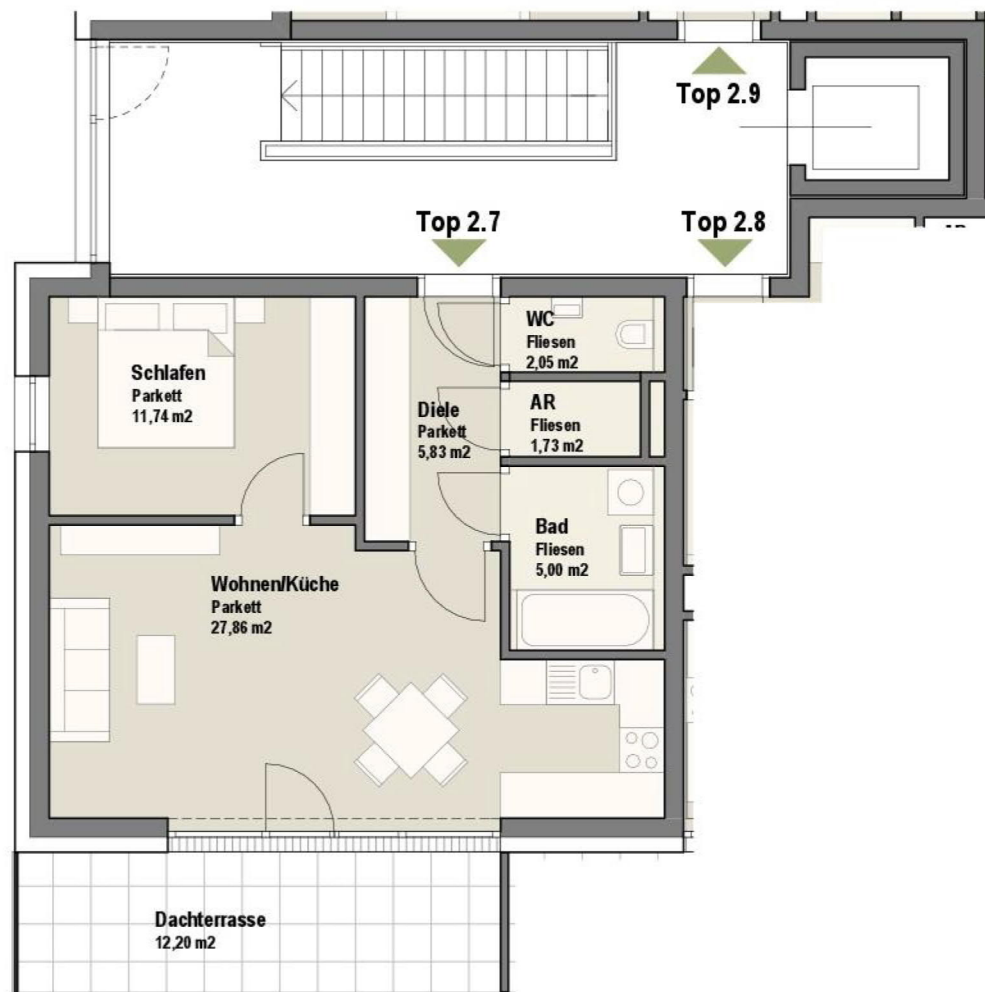 Top 2.9
Top 2.7
Top 2.8
WC
Fliesen
2,05 m2
Schlafen
Parkett
11,74 m2
Diele
Parkett
5,83 m2
AR
Fliesen
1,73 m2
Bad
Fliesen
5,00 m2
Wohnen/Küche
Parkett
27,86 m2
Dachterrasse
12,20 m2